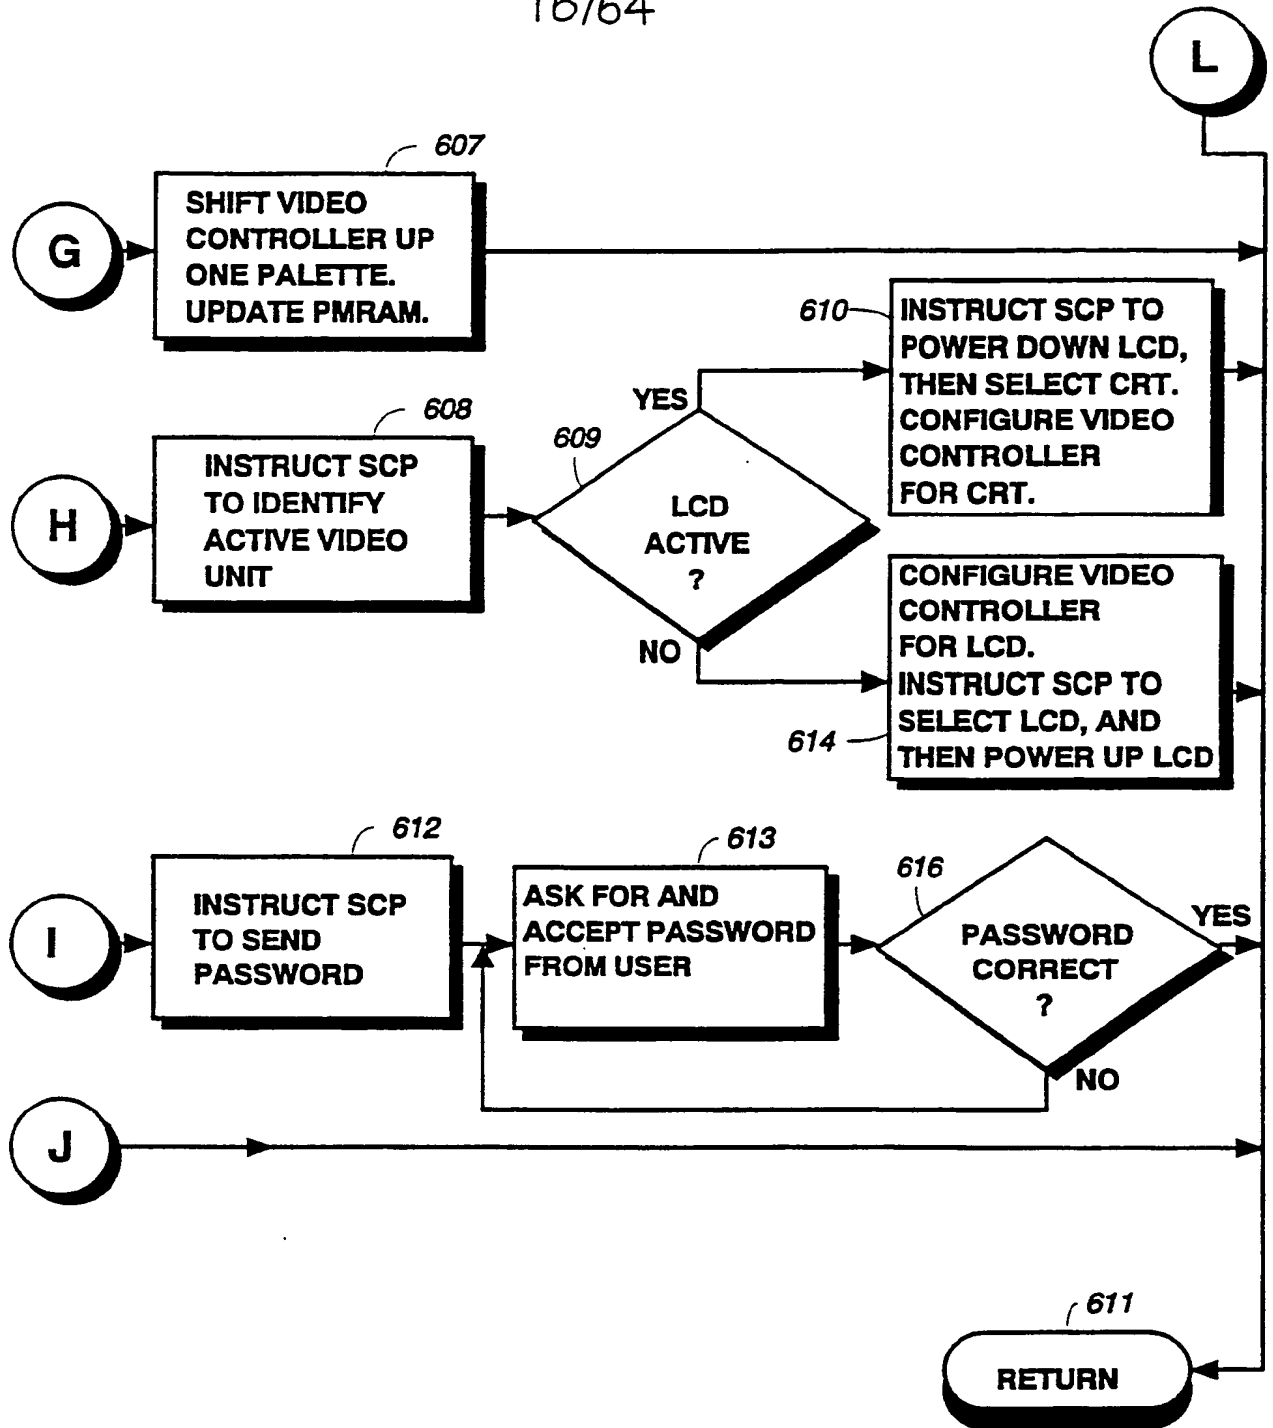 16/64
L
607
G
SHIFT VIDEO
CONTROLLER UP
ONE PALETTE.
UPDATE PMRAM.
610
INSTRUCT SCP TO
POWER DOWN LCD,
THEN SELECT CRT.
CONFIGURE VIDEO
CONTROLLER
FOR CRT.
608
H
INSTRUCT SCP
TO IDENTIFY
ACTIVE VIDEO
UNIT
609
YES
LCD
ACTIVE
?
NO
CONFIGURE VIDEO
CONTROLLER
FOR LCD.
INSTRUCT SCP TO
SELECT LCD, AND
THEN POWER UP LCD
614
612
I
INSTRUCT SCP
TO SEND
PASSWORD
613
ASK FOR AND
ACCEPT PASSWORD
FROM USER
616
PASSWORD
CORRECT
?
YES
NO
J
611
RETURN